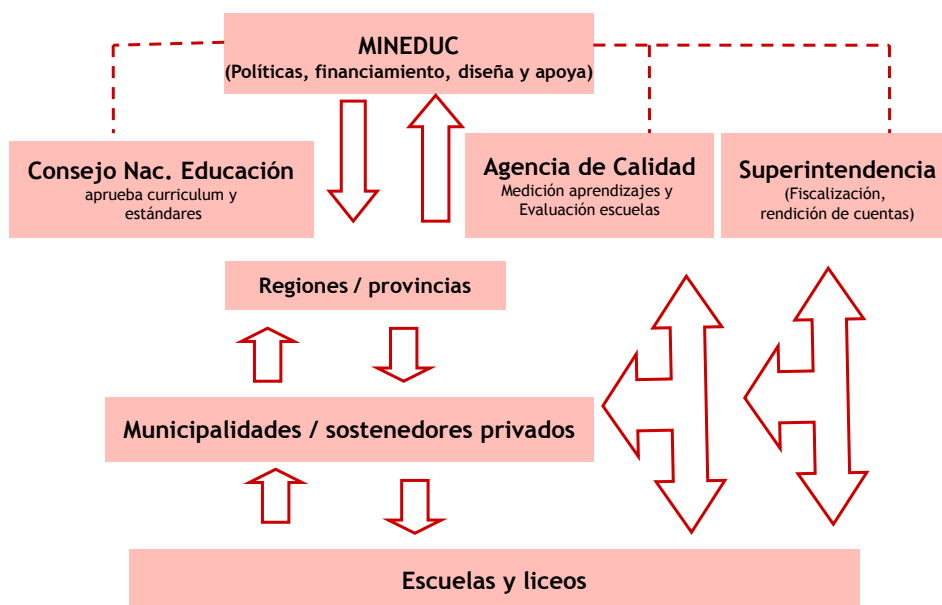 MINEDUC
(Políticas, financiamiento, diseña y apoya)
Consejo Nac. Educación
aprueba curriculum y
estándares
Agencia de Calidad
Medición aprendizajes y
Evaluación escuelas
Superintendencia
(Fiscalización,
rendición de cuentas)
Regiones / provincias
Municipalidades / sostenedores privados
Escuelas y liceos